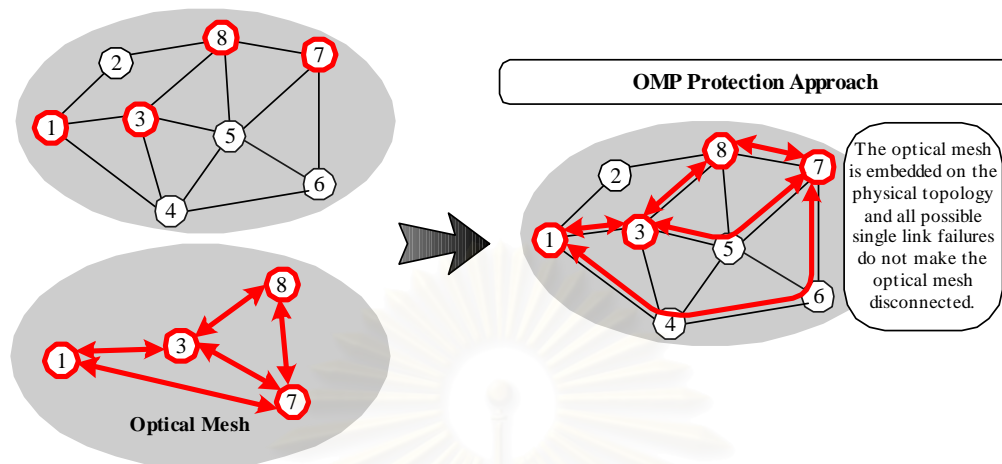 8
7
2
3
1
5
6
4
8
3
1
7
Optical Mesh
OMP Protection Approach
8
7
2
3
1
5
6
4
The optical mesh
is embedded on the
physical topology
and all possible
single link failures
do not make the
optical mesh
disconnected.